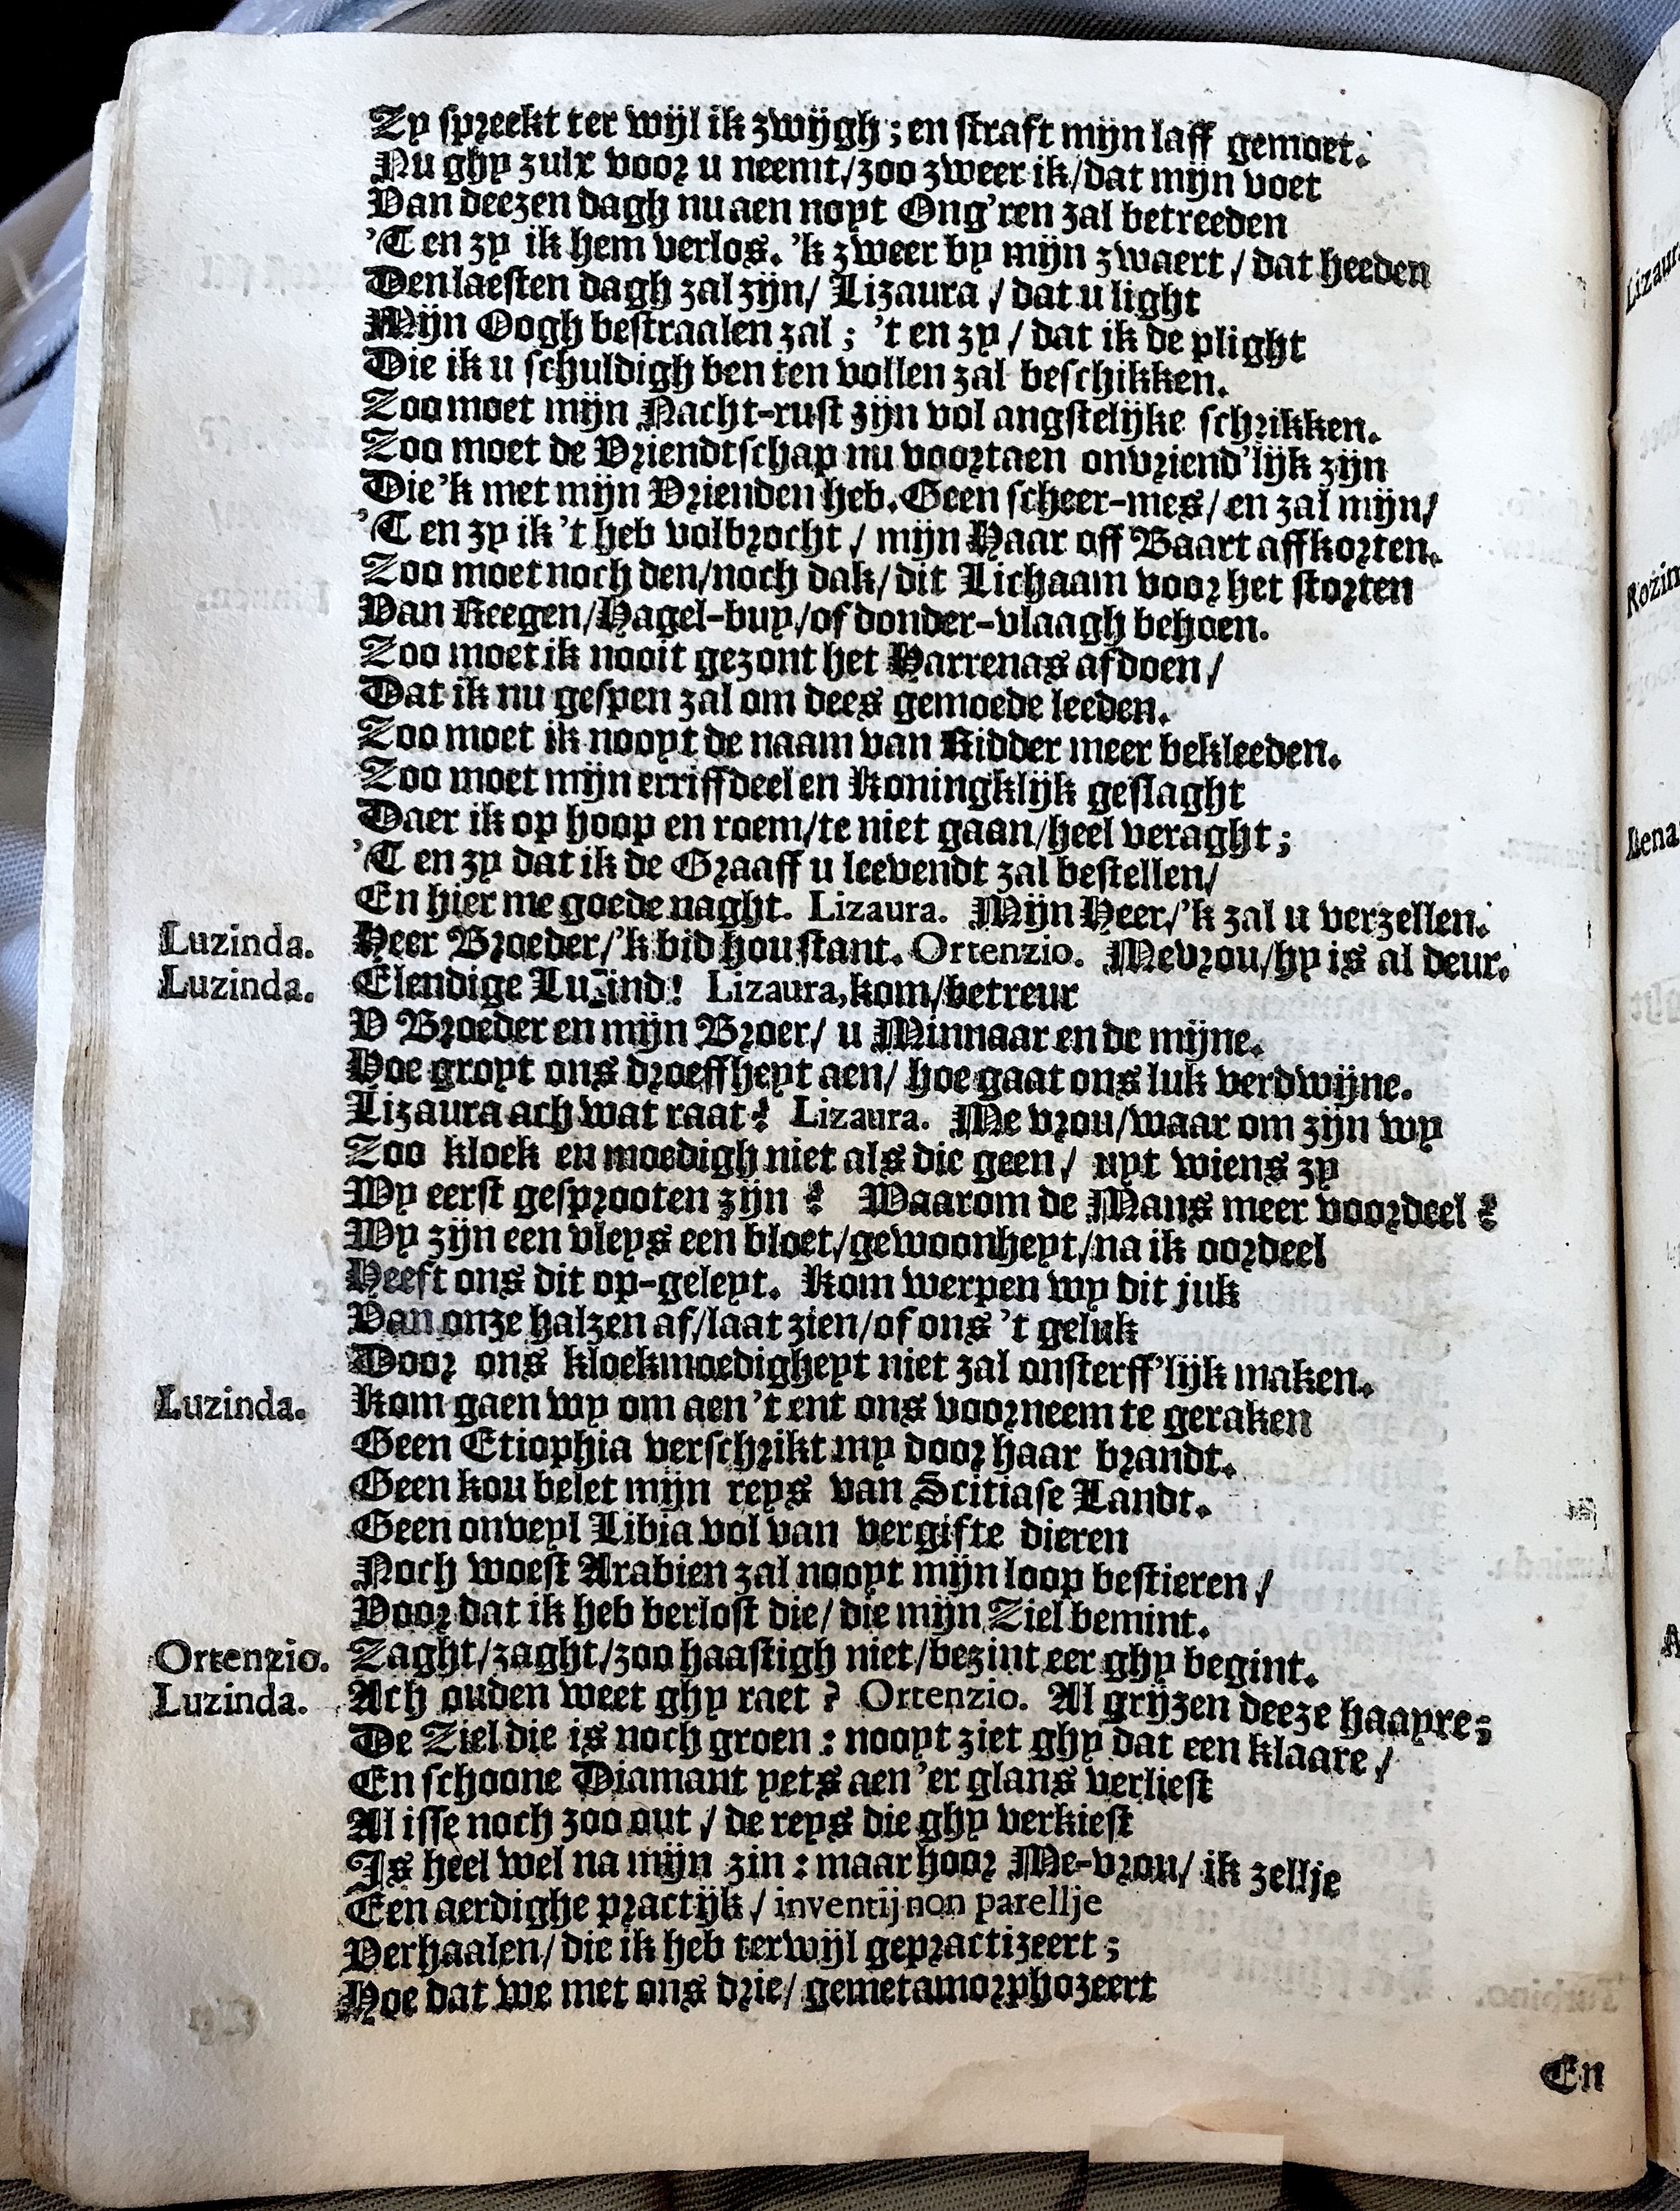 Zy spreekt ter wijl ik zwijgh; en straft mijn laff gemoet.
Nu ghy zulx voor u neemt/zoo zweer ik/dat mijn voet
Van deezen dagh nu aen noyt Ong'ren zal betreeden
'T en zy ik hem verlos. 'k zweer by mijn zwaert/dat heeden
Den laesten dagh zal zijn/ Lizaura/dat u light
Mijn Oogh bestraalen zal; 't en zy/dat ik de plight
Die ik u schuldigh ben ten vollen zal beschikken.
Zoo moet mijn Nacht-rust zijn vol angstelijke schrikken.
Zoo moet de Vriendtschap nu voortaen onvriend'lijk zijn
Die 'k met mijn Vrienden heb. Geen scheer-mes/en zal mijn/
'T en zy ik 't heb volbrocht/mijn Haar off Baart affkorten.
Zoo moet noch den/noch dak/dit Lichaam voor het storten
Van Reegen/Hagel-buy/of donder-vlaagh behoen.
Zoo moet ik nooit gezont het Harrenas af doen/
Dat ik nu gespen zal om dees gemoede leeden.
Zoo moet ik nooyt de naam van Ridder meer bekleeden.
Zoo moet mijn erriffdeel en Koningklijk geslaght
Daer ik op hoop en roem/te niet gaan/heel veraght;
'T en zy dat ik de Graaff u leevendt zal bestellen/
En hier me goede naght. Lizaura. Mijn Heer/'k zal u verzellen.
Luzinda. Heer Broeder/'k bid hou stant. Ortenzio. Mevrou/hy is al deur.
Luzinda. Elendige Luzind! Lizaura,kom/betreur
U Broeder en mijn Broer/ u Minnaar en de mijne.
Hoe groyt ons droeffheyt aen/hoe gaat ons luk verdwijne.
Lizaura ach wat raat? Lizaura. Me vrou/waar om zijn wy
Zoo kloek en moedigh niet als die geen/ uyt wiens zy
Wy eerst gesprooten zijn? Waarom de Mans meer voordeel?
Wy zijn een vleys een bloet/gewoonheyt/na ik oordeel
Heeft ons dit op-geleyt. Kom werpen wy dit juk
Van onze halzen af/laat zien/of ons 't geluk
Door ons kloekmoedigheyt niet zal onsterff'lijk maken.
Luzinda. Kom gaen wy om aen 't ent ons voorneem te geraken
Geen Etiophia verschrikt my door haar brandt.
Geen kou belet mijn reys van Scitiase Landt.
Geen onveyl Libia vol van vergifte dieren
Noch woest Arabien zal nooyt mijn loop bestieren/
Voor dat ik heb verlost die/die mijn Ziel bemint.
Ortenzio. Zaght/zaght/zoo haastigh niet/bezint eer ghy begint.
Luzinda. Ach ouden weet ghy raet? Ortenzio. Al grijzen deeze haayre;
De Ziel die is noch groen: nooyt ziet ghy dat een klaare/
En schoone Diamant yets aen 'er glans verliest
Al isse noch zoo out/de reys die ghy verkiest
Is heel wel na mijn zin: maar hoor Me-vrou/ ik zellje
Een aerdighe practijk/inventij non parellje
Verhaalen/die ik heb terwijl gepractizeert;
Hoe dat we met ons drie/gemetamorphozeert
En